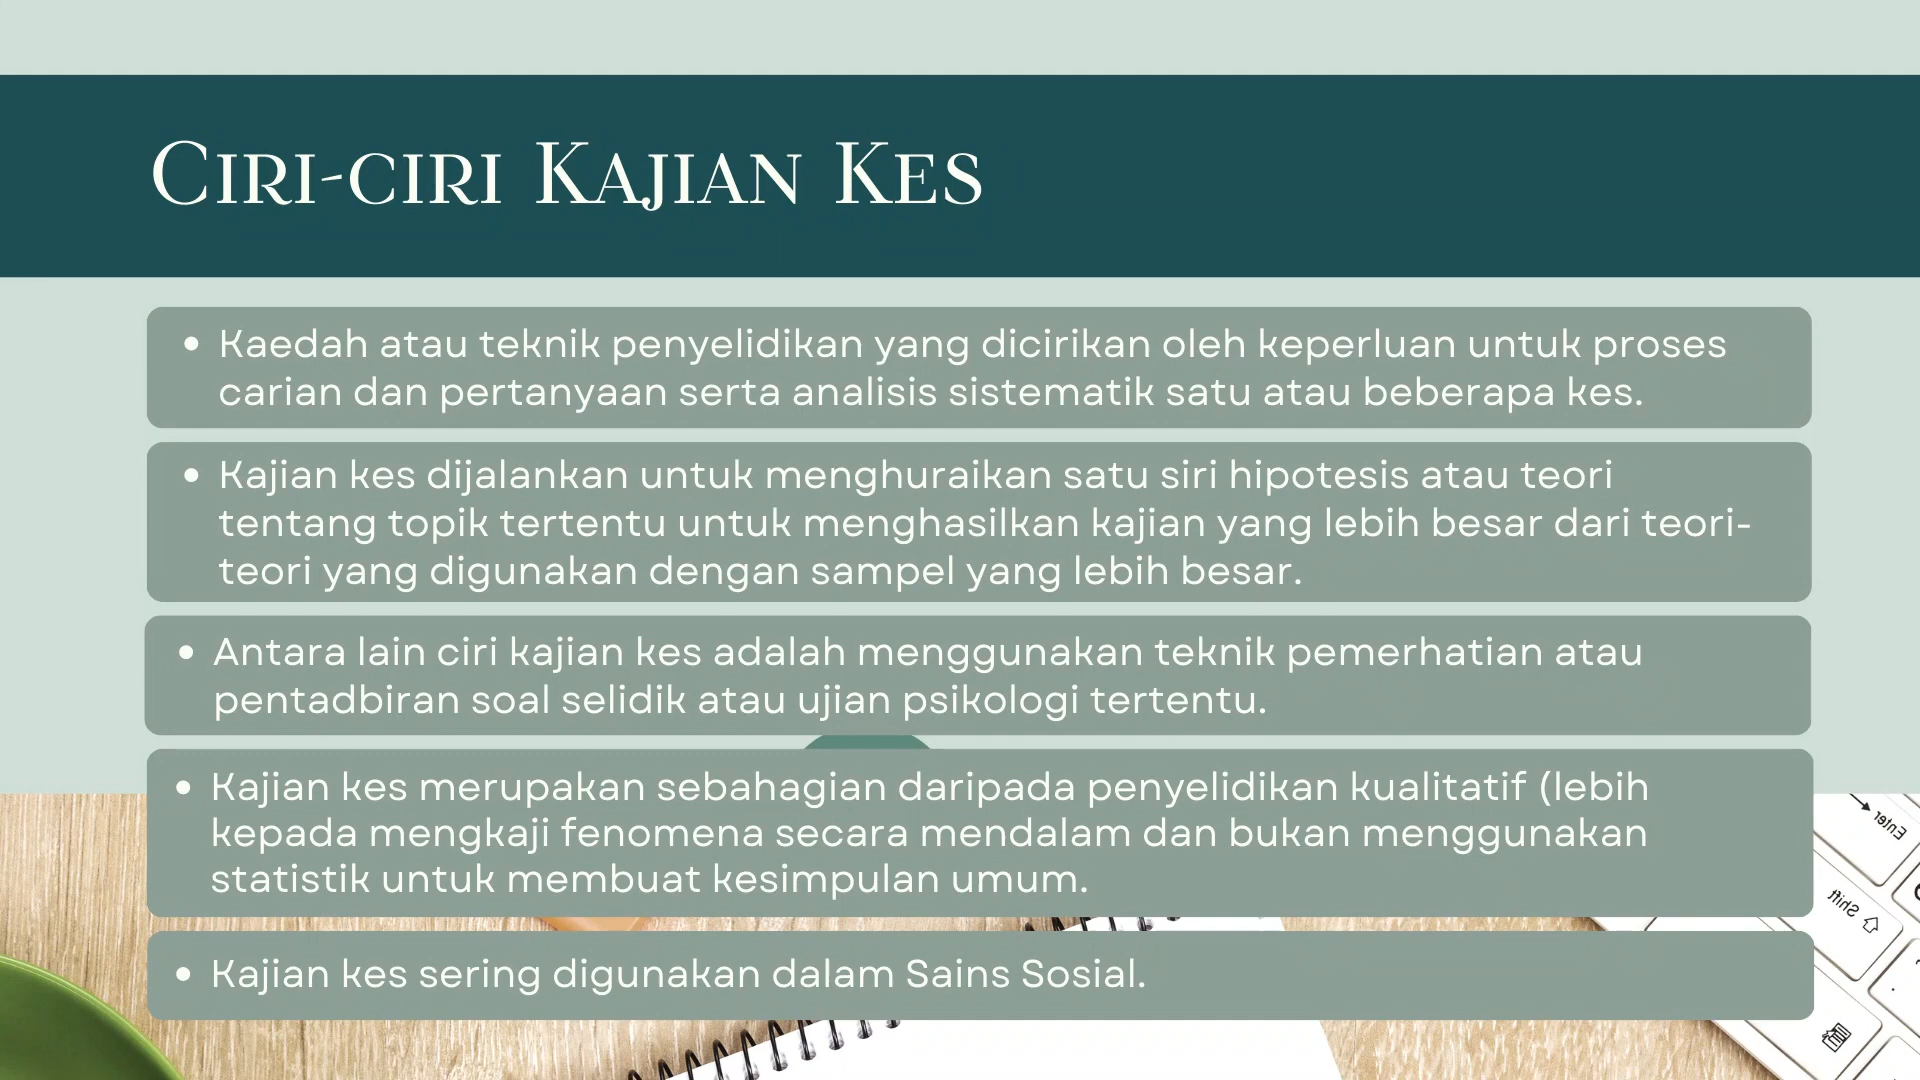 Ciri-ciri Kajian Kes
• Kaedah atau teknik penyelidikan yang dicirikan oleh keperluan untuk proses
carian dan pertanyaan serta analisis sistematik satu atau beberapa kes.
• Kajian kes dijalankan untuk menghuraikan satu siri hipotesis atau teori
tentang topik tertentu untuk menghasilkan kajian yang lebih besar dari teori-
teori yang digunakan dengan sampel yang lebih besar.
• Antara lain ciri kajian kes adalah menggunakan teknik pemerhatian atau
pentadbiran soal selidik atau ujian psikologi tertentu.
• Kajian kes merupakan sebahagian daripada penyelidikan kualitatif (lebih
kepada mengkaji fenomena secara mendalam dan bukan menggunakan
statistik untuk membuat kesimpulan umum.
• Kajian kes sering digunakan dalam Sains Sosial.
Enter
Shift